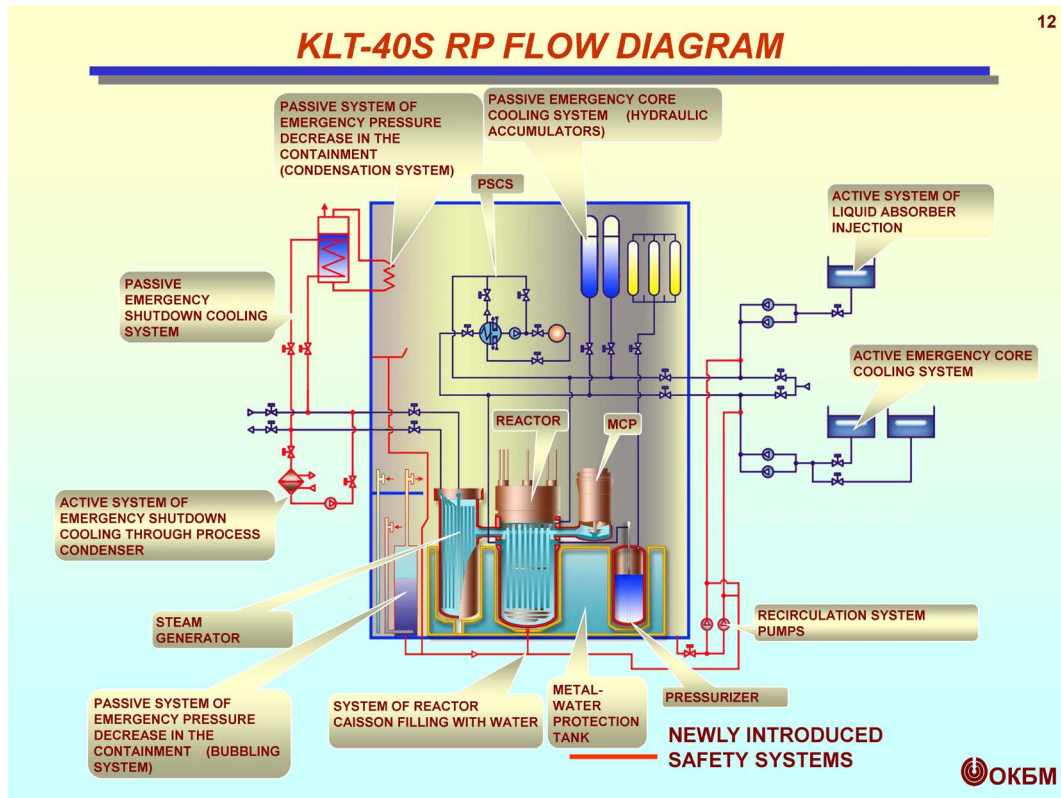 12
KLT-40S RP FLOW DIAGRAM
PASSIVE SYSTEM OF
EMERGENCY PRESSURE
DECREASE IN THE
CONTAINMENT
(CONDENSATION SYSTEM)
PASSIVE EMERGENCY CORE
COOLING SYSTEM (HYDRAULIC
ACCUMULATORS)
PSCS
ACTIVE SYSTEM OF
LIQUID ABSORBER
INJECTION
PASSIVE
EMERGENCY
SHUTDOWN COOLING
SYSTEM
ACTIVE EMERGENCY CORE
COOLING SYSTEM
REACTOR
MCP
ACTIVE SYSTEM OF
EMERGENCY SHUTDOWN
COOLING THROUGH PROCESS
CONDENSER
STEAM
GENERATOR
RECIRCULATION SYSTEM
PUMPS
PASSIVE SYSTEM OF
EMERGENCY PRESSURE
DECREASE IN THE
CONTAINMENT (BUBBLING
SYSTEM)
SYSTEM OF REACTOR
CAISSON FILLING WITH WATER
METAL-
WATER
PROTECTION
TANK
PRESSURIZER
NEWLY INTRODUCED
SAFETY SYSTEMS
ОКБМ